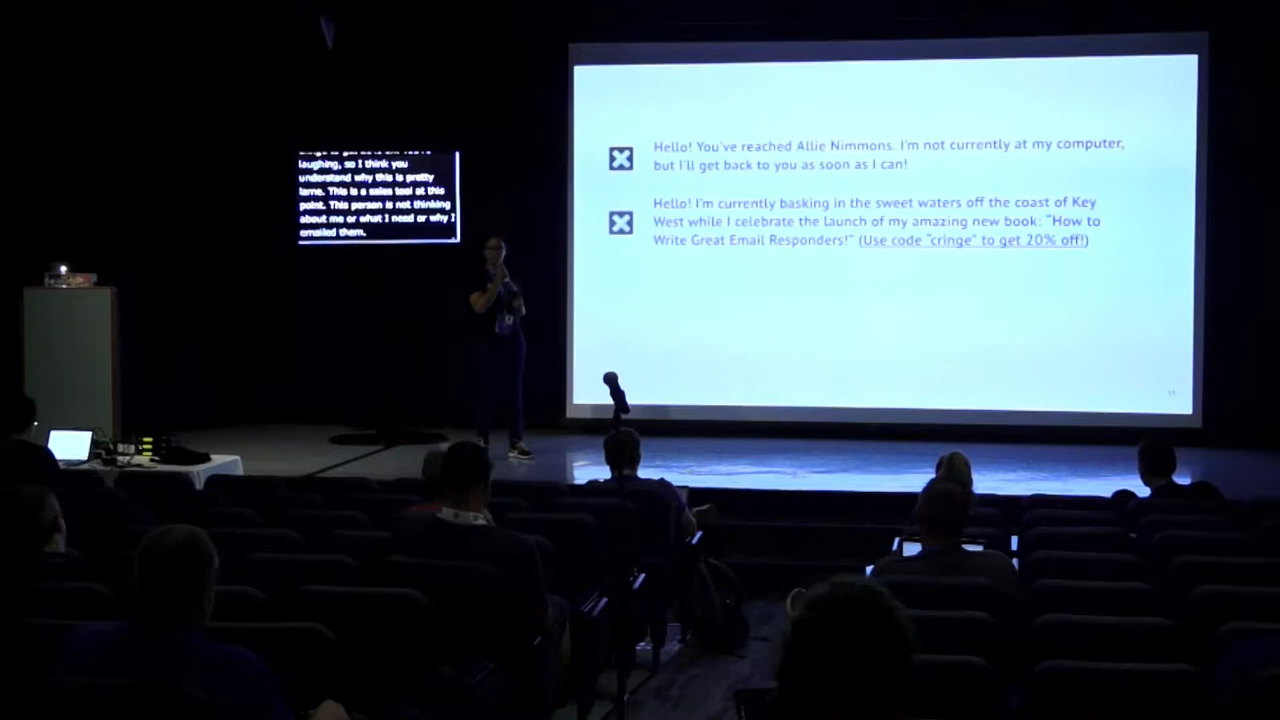 laughing, so I think you
understand why this is pretty
lame. This is a sales tool at this
point. This person is not thinking
about me or what I need or why I
emailed them.
Hello! You've reached Allie Nimmons. I'm not currently at my computer,
but I'll get back to you as soon as I can!
Hello! I'm currently basking in the sweet waters off the coast of Key
West while I celebrate the launch of my amazing new book: “How to
Write Great Email Responders!” (Use code “cringe” to get 20% off!)